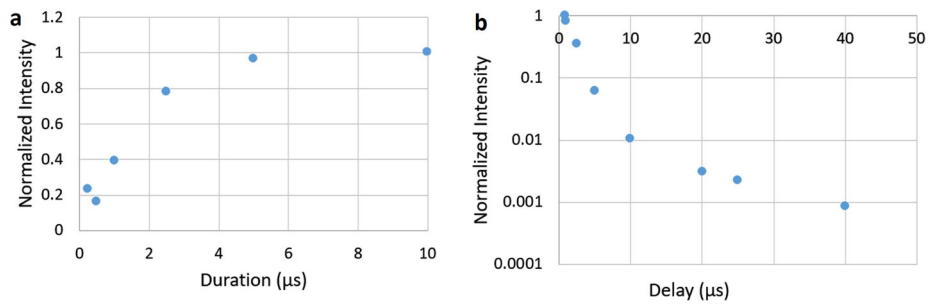 a
1.2
1
0.8
0.6
0.4
0.2
0
Normalized Intensity
0 2 4 6 8 10
Duration (µs)
b
1
0.1
0.01
0.001
0.0001
Normalized Intensity
0 10 20 30 40 50
Delay (µs)